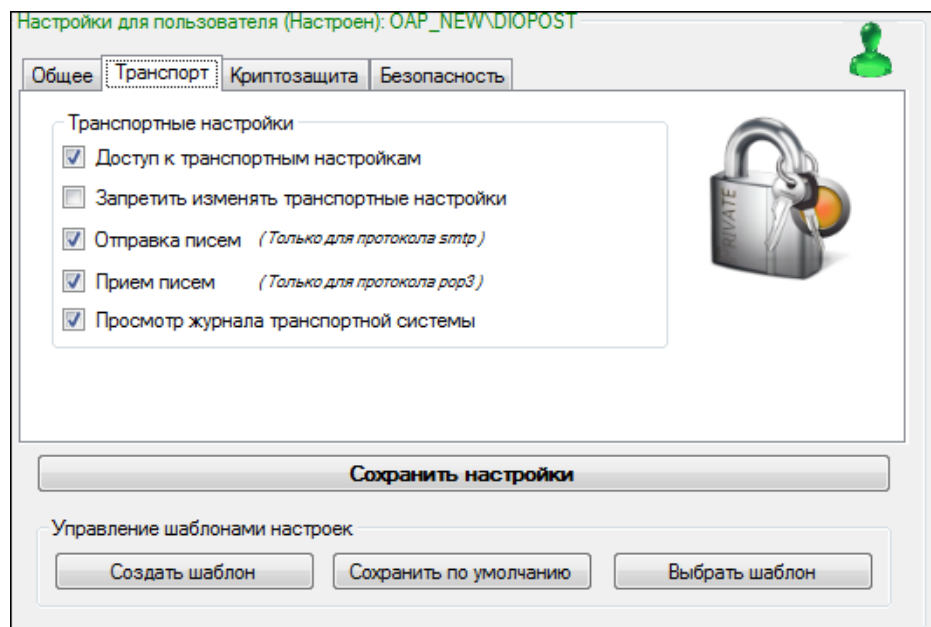 Настройки для пользователя (Настроен): OAP_NEW\DIOPOST
Общее Транспорт Криптозащита Безопасность
Транспортные настройки
Доступ к транспортным настройкам
Запретить изменять транспортные настройки
Отправка писем (Только для протокола smtp)
Прием писем (Только для протокола pop3)
Просмотр журнала транспортной системы
RIVATE
Сохранить настройки
Управление шаблонами настроек
Создать шаблон Сохранить по умолчанию Выбрать шаблон